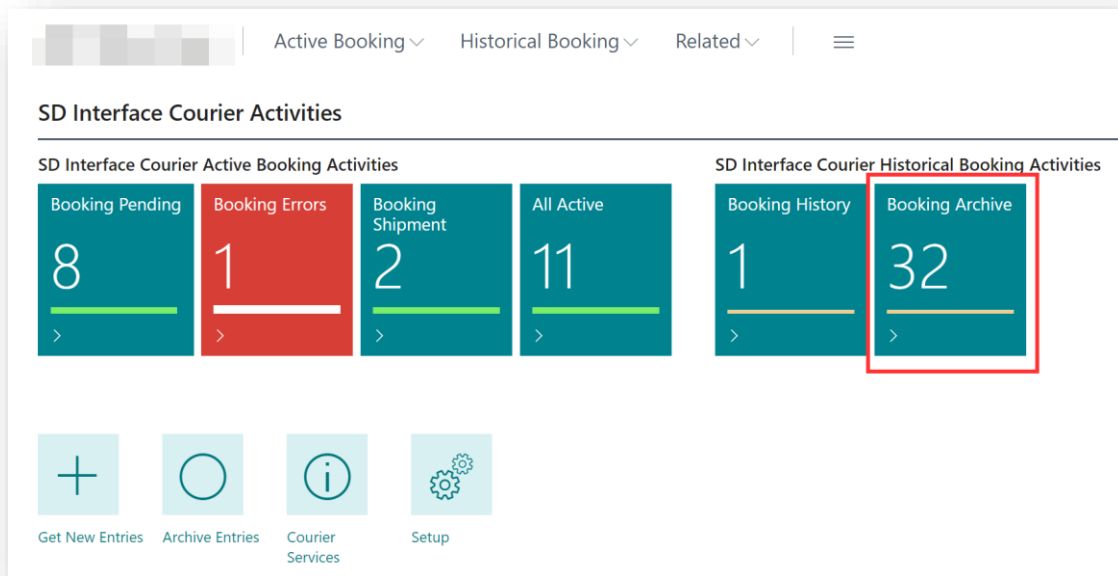 Active Booking
Historical Booking
Related
SD Interface Courier Activities
SD Interface Courier Active Booking Activities
Booking Pending
8
Booking Errors
1
Booking
Shipment
2
All Active
11
SD Interface Courier Historical Booking Activities
Booking History
1
Booking Archive
32
Get New Entries
Archive Entries
Courier
Services
Setup